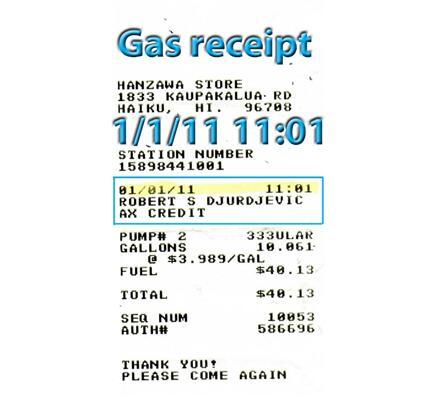 Gas receipt
HANZAWA STORE
1833 KAUPAKALUA RD
HAIKU, HI. 96708
1/1/11 11:01
STATION NUMBER
15898441001
01/01/11 11:01
ROBERT S DJURDJEVIC
AX CREDIT
PUMP# 2 333ULAR
GALLONS 10.061
@ $3.989/GAL
FUEL $40.13
TOTAL $40.13
SEQ NUM 10053
AUTH# 586696
THANK YOU!
PLEASE COME AGAIN